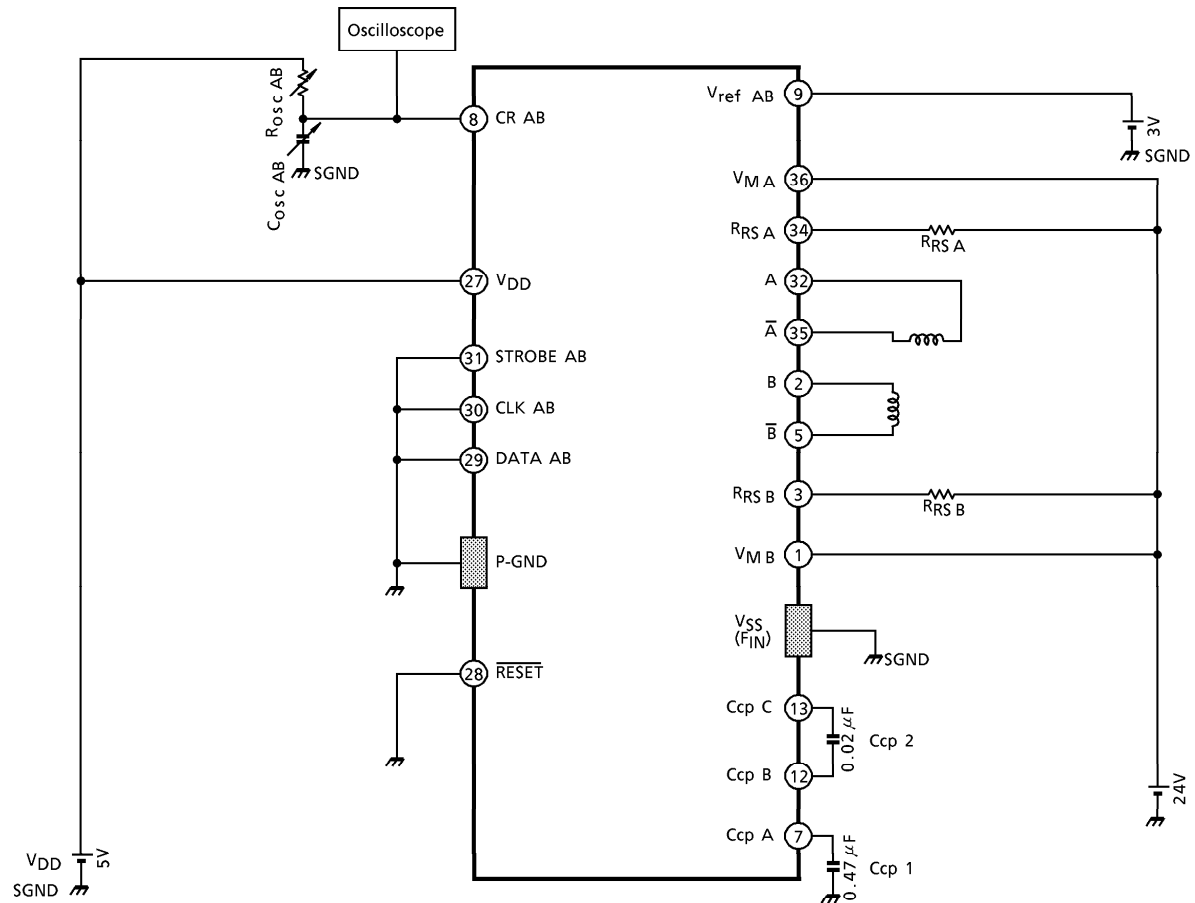 Oscilloscope
Rosc AB
Cosc AB
SGND
8
CR AB
27
VDD
31
STROBE AB
30
CLK AB
29
DATA AB
P-GND
28
RESET
VDD
5V
SGND
Vref AB
9
3V
SGND
VM A
36
RRS A
34
RRS A
A
32
A
35
B
2
B
5
RRS B
3
RRS B
VM B
1
VSS
(FIN)
SGND
Ccp C
13
0.02 μF
Ccp 2
Ccp B
12
Ccp A
7
0.47 μF
Ccp 1
24V